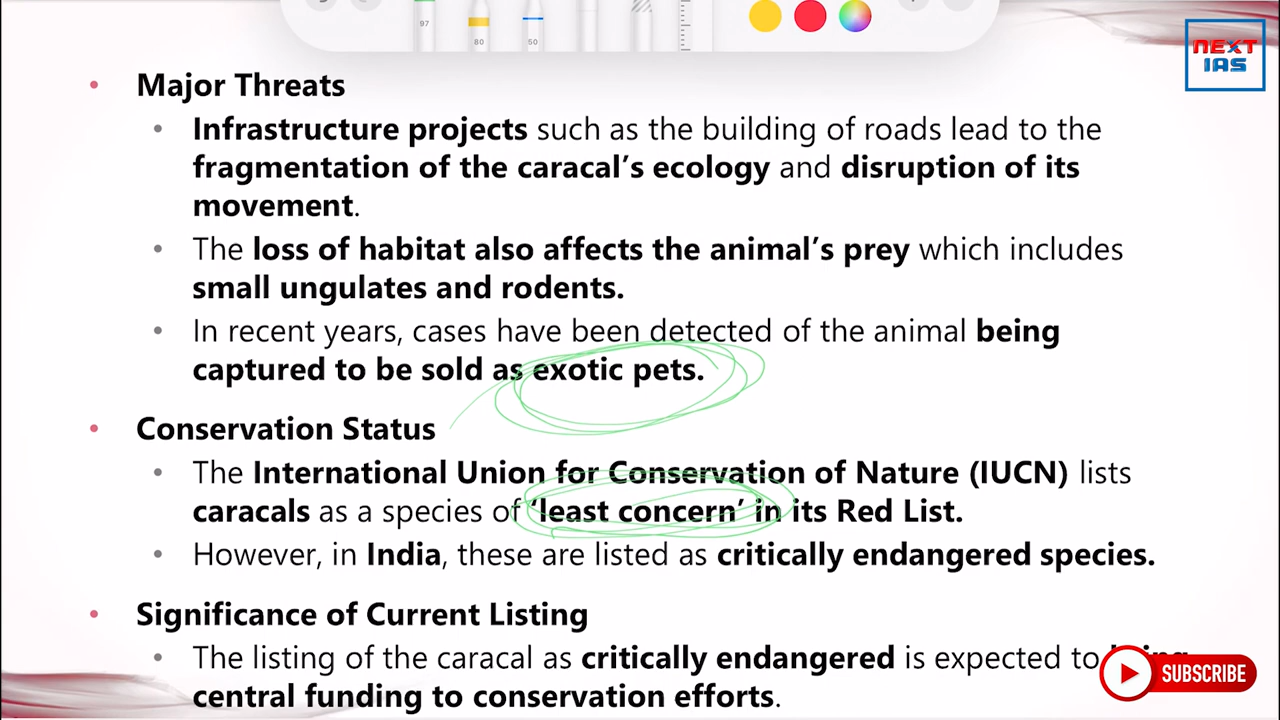 97
80
50
NEXT
IAS
• Major Threats
• Infrastructure projects such as the building of roads lead to the
fragmentation of the caracal’s ecology and disruption of its
movement.
• The loss of habitat also affects the animal’s prey which includes
small ungulates and rodents.
• In recent years, cases have been detected of the animal being
captured to be sold as exotic pets.
• Conservation Status
• The International Union for Conservation of Nature (IUCN) lists
caracals as a species of ‘least concern’ in its Red List.
• However, in India, these are listed as critically endangered species.
• Significance of Current Listing
• The listing of the caracal as critically endangered is expected to
central funding to conservation efforts.
SUBSCRIBE